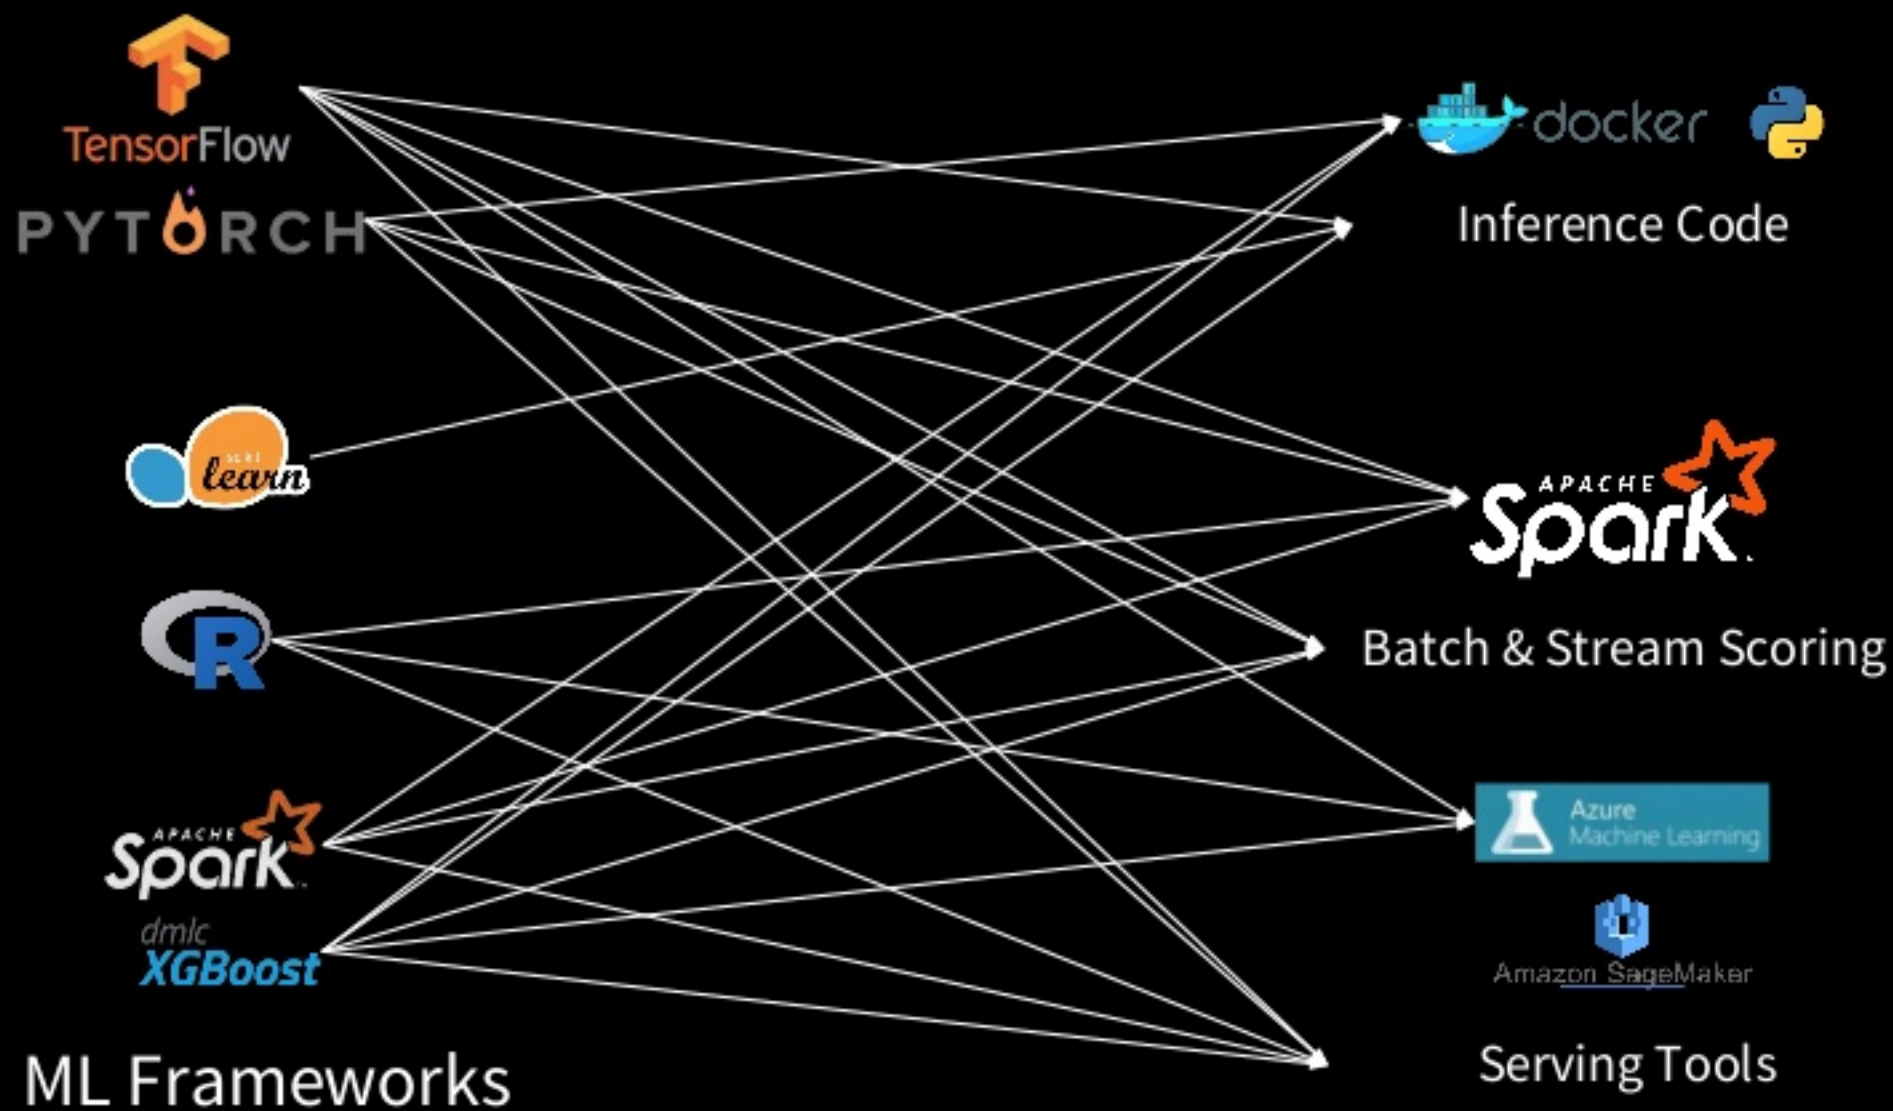 TensorFlow
PYTORCH
learn
R
APACHE
Spark
dmlc
XGBoost
ML Frameworks
docker
Inference Code
APACHE
Spark
Batch & Stream Scoring
Azure
Machine Learning
Amazon SageMaker
Serving Tools